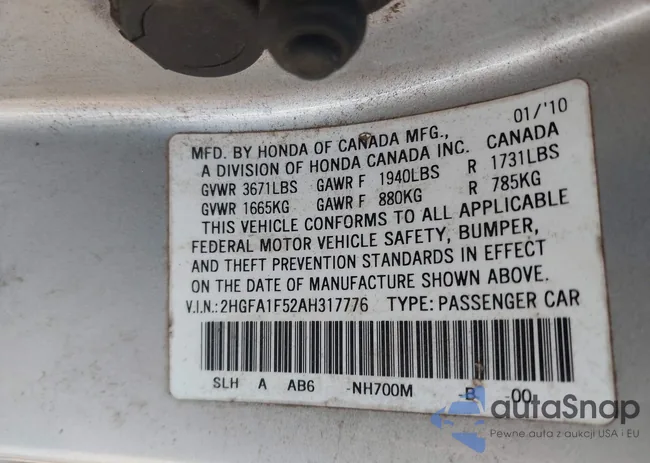 01/'10
MFD. BY HONDA OF CANADA MFG.,
A DIVISION OF HONDA CANADA INC. CANADA
GVWR 3671LBS GAWR F 1940LBS R 1731LBS
GVWR 1665KG GAWR F 880KG R 785KG
THIS VEHICLE CONFORMS TO ALL APPLICABLE
FEDERAL MOTOR VEHICLE SAFETY, BUMPER,
AND THEFT PREVENTION STANDARDS IN EFFECT
ON THE DATE OF MANUFACTURE SHOWN ABOVE.
V.I.N.:2HGFA1F52AH317776 TYPE:PASSENGER CAR
SLH A AB6 -NH700M -B 00
autaSnap
Pewne auta z aukcji USA i EU